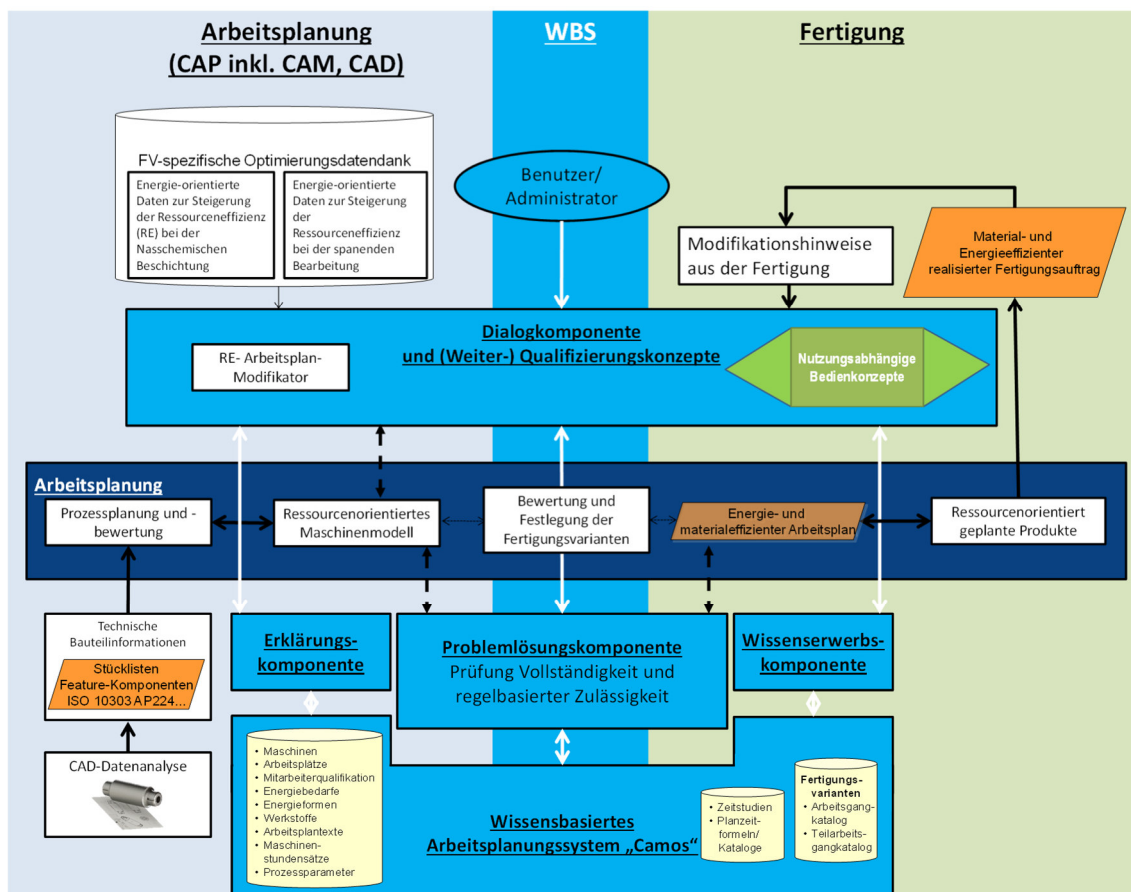 Arbeitsplanung
(CAP inkl. CAM, CAD)
WBS
Fertigung
FV-spezifische Optimierungsdatendank
Energie-orientierte
Daten zur Steigerung
der Ressourceneffizienz
(RE) bei der
Nasschemischen
Beschichtung
Energie-orientierte
Daten zur Steigerung
der
Ressourceneffizienz
bei der spanenden
Bearbeitung
Benutzer/
Administrator
Modifikationshinweise
aus der Fertigung
Material- und
Energieeffizienter
realisierter Fertigungsauftrag
Dialogkomponente
und (Weiter-) Qualifizierungskonzepte
RE- Arbeitsplan-
Modifikator
Nutzungsabhängige
Bedienkonzepte
Arbeitsplanung
Prozessplanung und -
bewertung
Ressourcenorientiertes
Maschinenmodell
Bewertung und
Festlegung der
Fertigungsvarianten
Energie- und
materialeffizienter Arbeitsplan
Ressourcenorientiert
geplante Produkte
Technische
Bauteilinformationen
Stücklisten
Feature-Komponenten
ISO 10303 AP224...
CAD-Datenanalyse
Erklärungs-
komponente
Problemlösungskomponente
Prüfung Vollständigkeit und
regelbasierter Zulässigkeit
Wissenserwerbs-
komponente
• Maschinen
• Arbeitsplätze
• Mitarbeiterqualifikation
• Energiebedarfe
• Energieformen
• Werkstoffe
• Arbeitsplantexte
• Maschinen-
stundensätze
• Prozessparameter
Wissensbasiertes
Arbeitsplanungssystem „Camos“
• Zeitstudien
• Planzeit-
formeln/
Kataloge
Fertigungs-
varianten
• Arbeitsgang-
katalog
• Teilarbeits-
gangkatalog